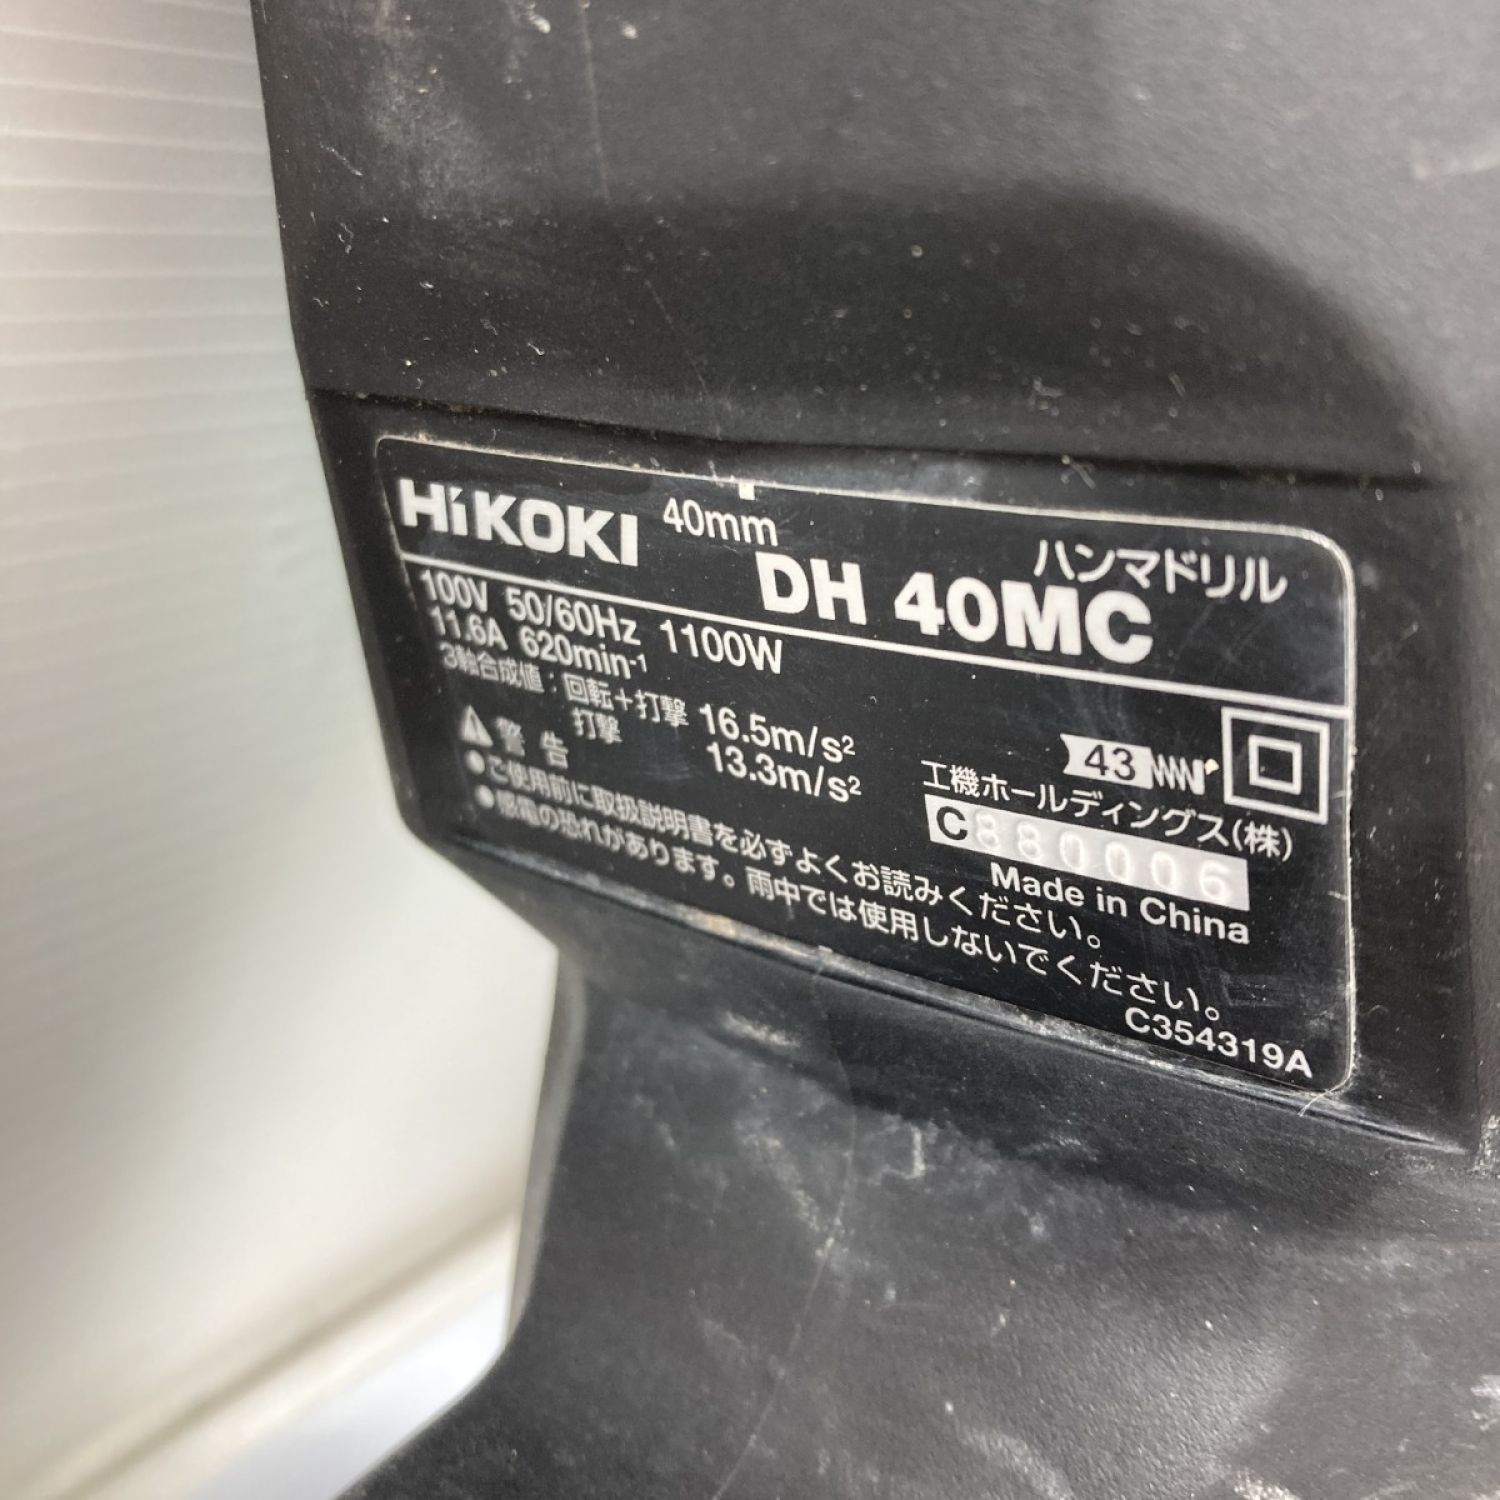 HiKOKI 40mm ハンマドリル
DH 40MC
100V 50/60Hz 1100W
11.6A 620min-1
3軸合成値：回転＋打撃 16.5m/s²
打撃 13.3m/s²
⚠ 警告
●ご使用前に取扱説明書を必ずよくお読みください。
●感電の恐れがあります。雨中では使用しないでください。
43
工機ホールディングス(株)
C880006
Made in China
C354319A